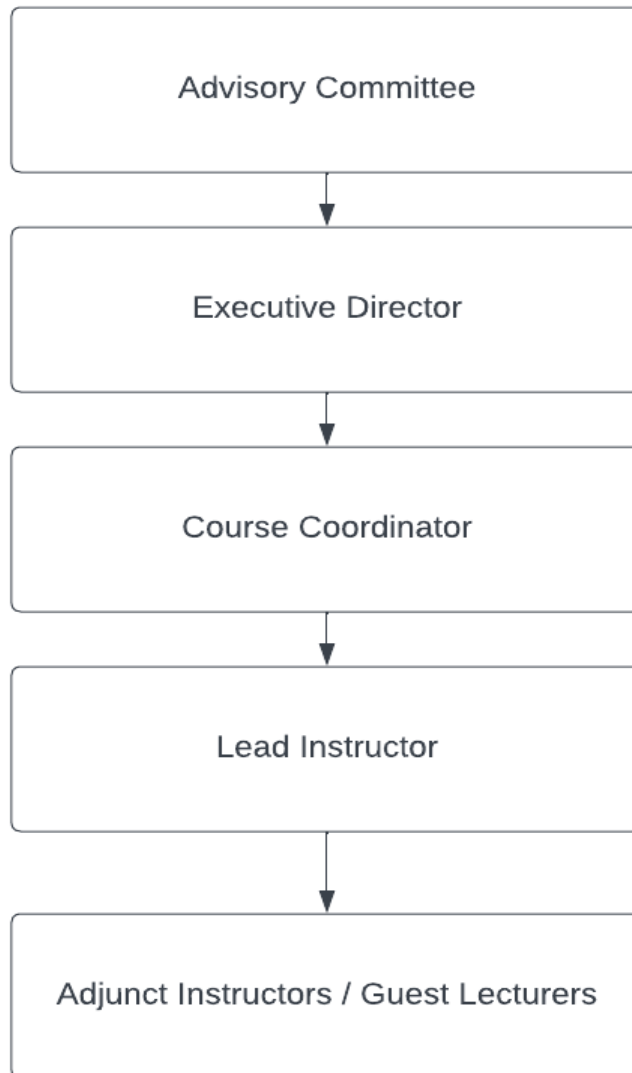 Advisory Committee
Executive Director
Course Coordinator
Lead Instructor
Adjunct Instructors / Guest Lecturers